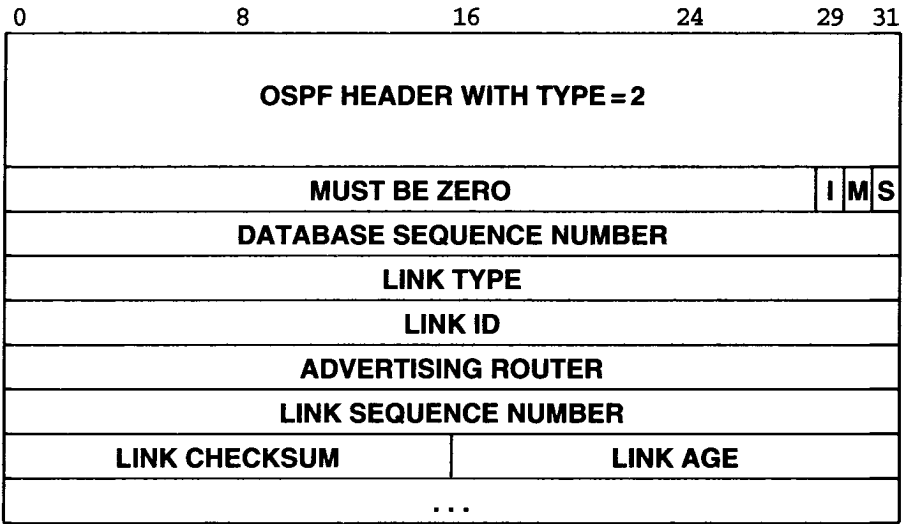 0 8 16 24 29 31
OSPF HEADER WITH TYPE=2
MUST BE ZERO I M S
DATABASE SEQUENCE NUMBER
LINK TYPE
LINK ID
ADVERTISING ROUTER
LINK SEQUENCE NUMBER
LINK CHECKSUM LINK AGE
...